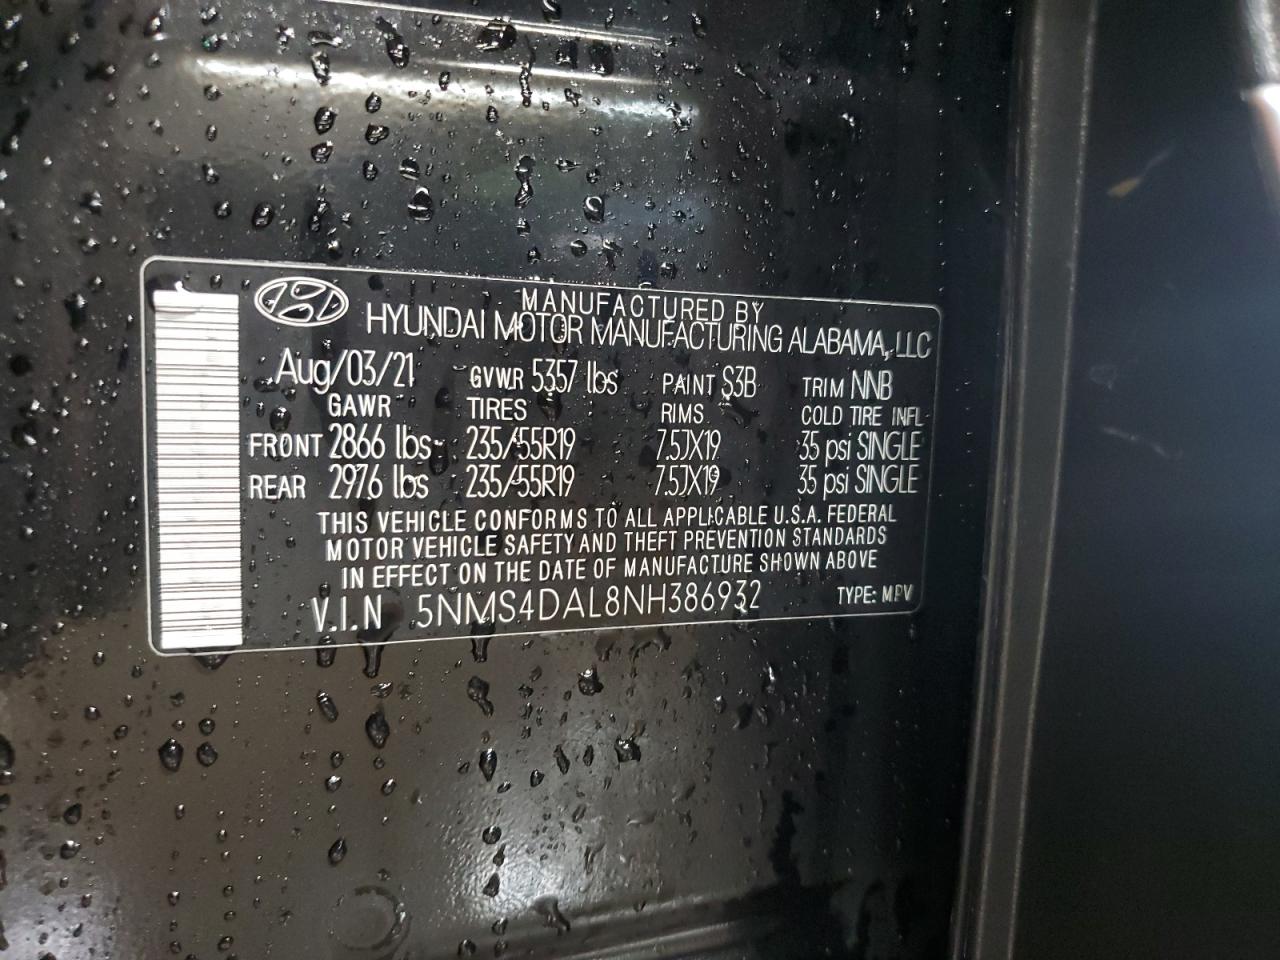 MANUFACTURED BY
HYUNDAI MOTOR MANUFACTURING ALABAMA, LLC
Aug/03/21 GVWR 5357 lbs PAINT S3B TRIM NNB
GAWR TIRES RIMS COLD TIRE INFL
FRONT 2866 lbs 235/55R19 7.5JX19 35 psi SINGLE
REAR 2976 lbs 235/55R19 7.5JX19 35 psi SINGLE
THIS VEHICLE CONFORMS TO ALL APPLICABLE U.S.A. FEDERAL
MOTOR VEHICLE SAFETY AND THEFT PREVENTION STANDARDS
IN EFFECT ON THE DATE OF MANUFACTURE SHOWN ABOVE
V.I.N 5NMS4DAL8NH386932 TYPE: MPV